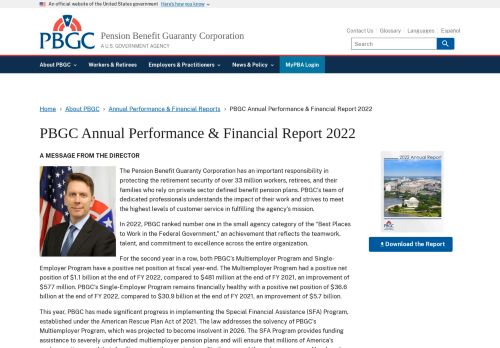 An official website of the United States government Here's how you know
PBGC
Pension Benefit Guaranty Corporation
A U.S. GOVERNMENT AGENCY
Contact Us Glossary Languages Español
Search
About PBGC Workers & Retirees Employers & Practitioners News & Policy MyPBA Login
Home › About PBGC › Annual Performance & Financial Reports › PBGC Annual Performance & Financial Report 2022
PBGC Annual Performance & Financial Report 2022
A MESSAGE FROM THE DIRECTOR
The Pension Benefit Guaranty Corporation has an important responsibility in
protecting the retirement security of over 33 million workers, retirees, and their
families who rely on private sector defined benefit pension plans. PBGC's team of
dedicated professionals understands the impact of their work and strives to meet
the highest levels of customer service in fulfilling the agency's mission.
In 2022, PBGC ranked number one in the small agency category of the "Best Places
to Work in the Federal Government," an achievement that reflects the teamwork,
talent, and commitment to excellence across the entire organization.
For the second year in a row, both PBGC's Multiemployer Program and Single-
Employer Program have a positive net position at fiscal year-end. The Multiemployer Program had a positive net
position of $1.1 billion at the end of FY 2022, compared to $481 million at the end of FY 2021, an improvement of
$577 million. PBGC's Single-Employer Program remains financially healthy with a positive net position of $36.6
billion at the end of FY 2022, compared to $30.9 billion at the end of FY 2021, an improvement of $5.7 billion.
This year, PBGC has made significant progress in implementing the Special Financial Assistance (SFA) Program,
established under the American Rescue Plan Act of 2021. The law addresses the solvency of PBGC's
Multiemployer Program, which was projected to become insolvent in 2026. The SFA Program provides funding
assistance to severely underfunded multiemployer pension plans and will ensure that millions of America's
2022 Annual Report
Download the Report